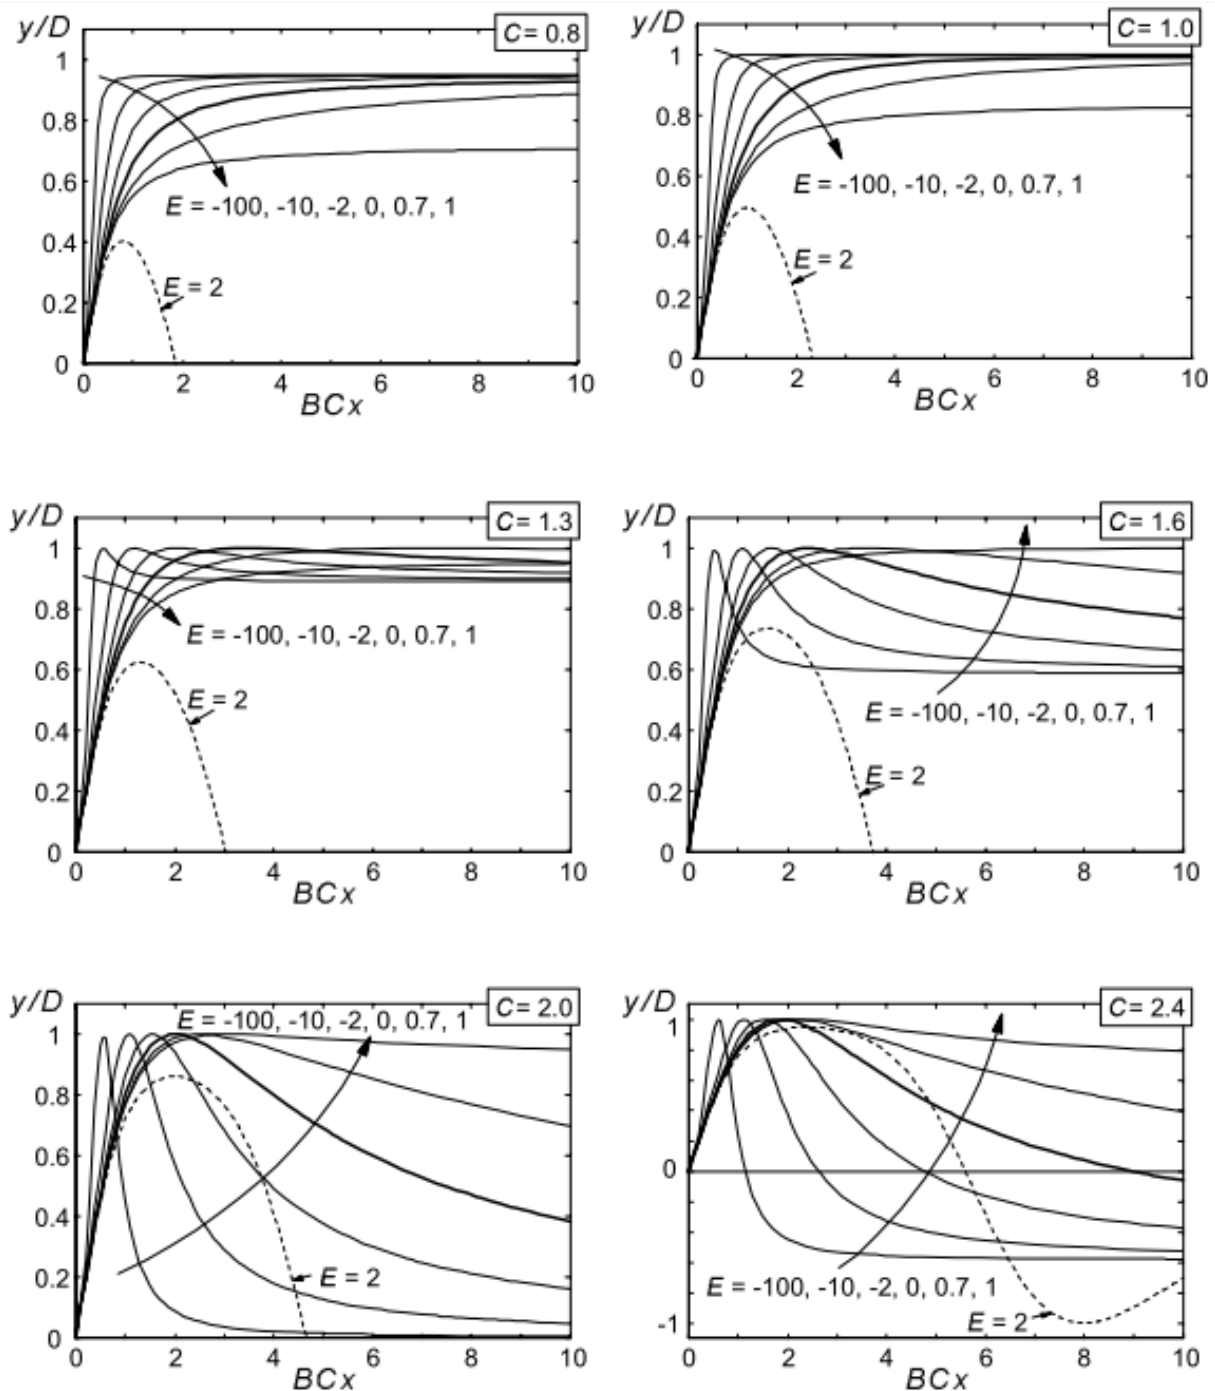 y/D
C= 0.8
1
0.8
0.6
0.4
0.2
0
E = -100, -10, -2, 0, 0.7, 1
E = 2
0 2 4 6 8 10
BCx
y/D
C= 1.0
1
0.8
0.6
0.4
0.2
0
E = -100, -10, -2, 0, 0.7, 1
E = 2
0 2 4 6 8 10
BCx
y/D
C= 1.3
1
0.8
0.6
0.4
0.2
0
E = -100, -10, -2, 0, 0.7, 1
E = 2
0 2 4 6 8 10
BCx
y/D
C= 1.6
1
0.8
0.6
0.4
0.2
0
E = -100, -10, -2, 0, 0.7, 1
E = 2
0 2 4 6 8 10
BCx
y/D
C= 2.0
1
0.8
0.6
0.4
0.2
0
E = -100, -10, -2, 0, 0.7, 1
E = 2
0 2 4 6 8 10
BCx
y/D
C= 2.4
1
0
-1
E = -100, -10, -2, 0, 0.7, 1
E = 2
0 2 4 6 8 10
BCx